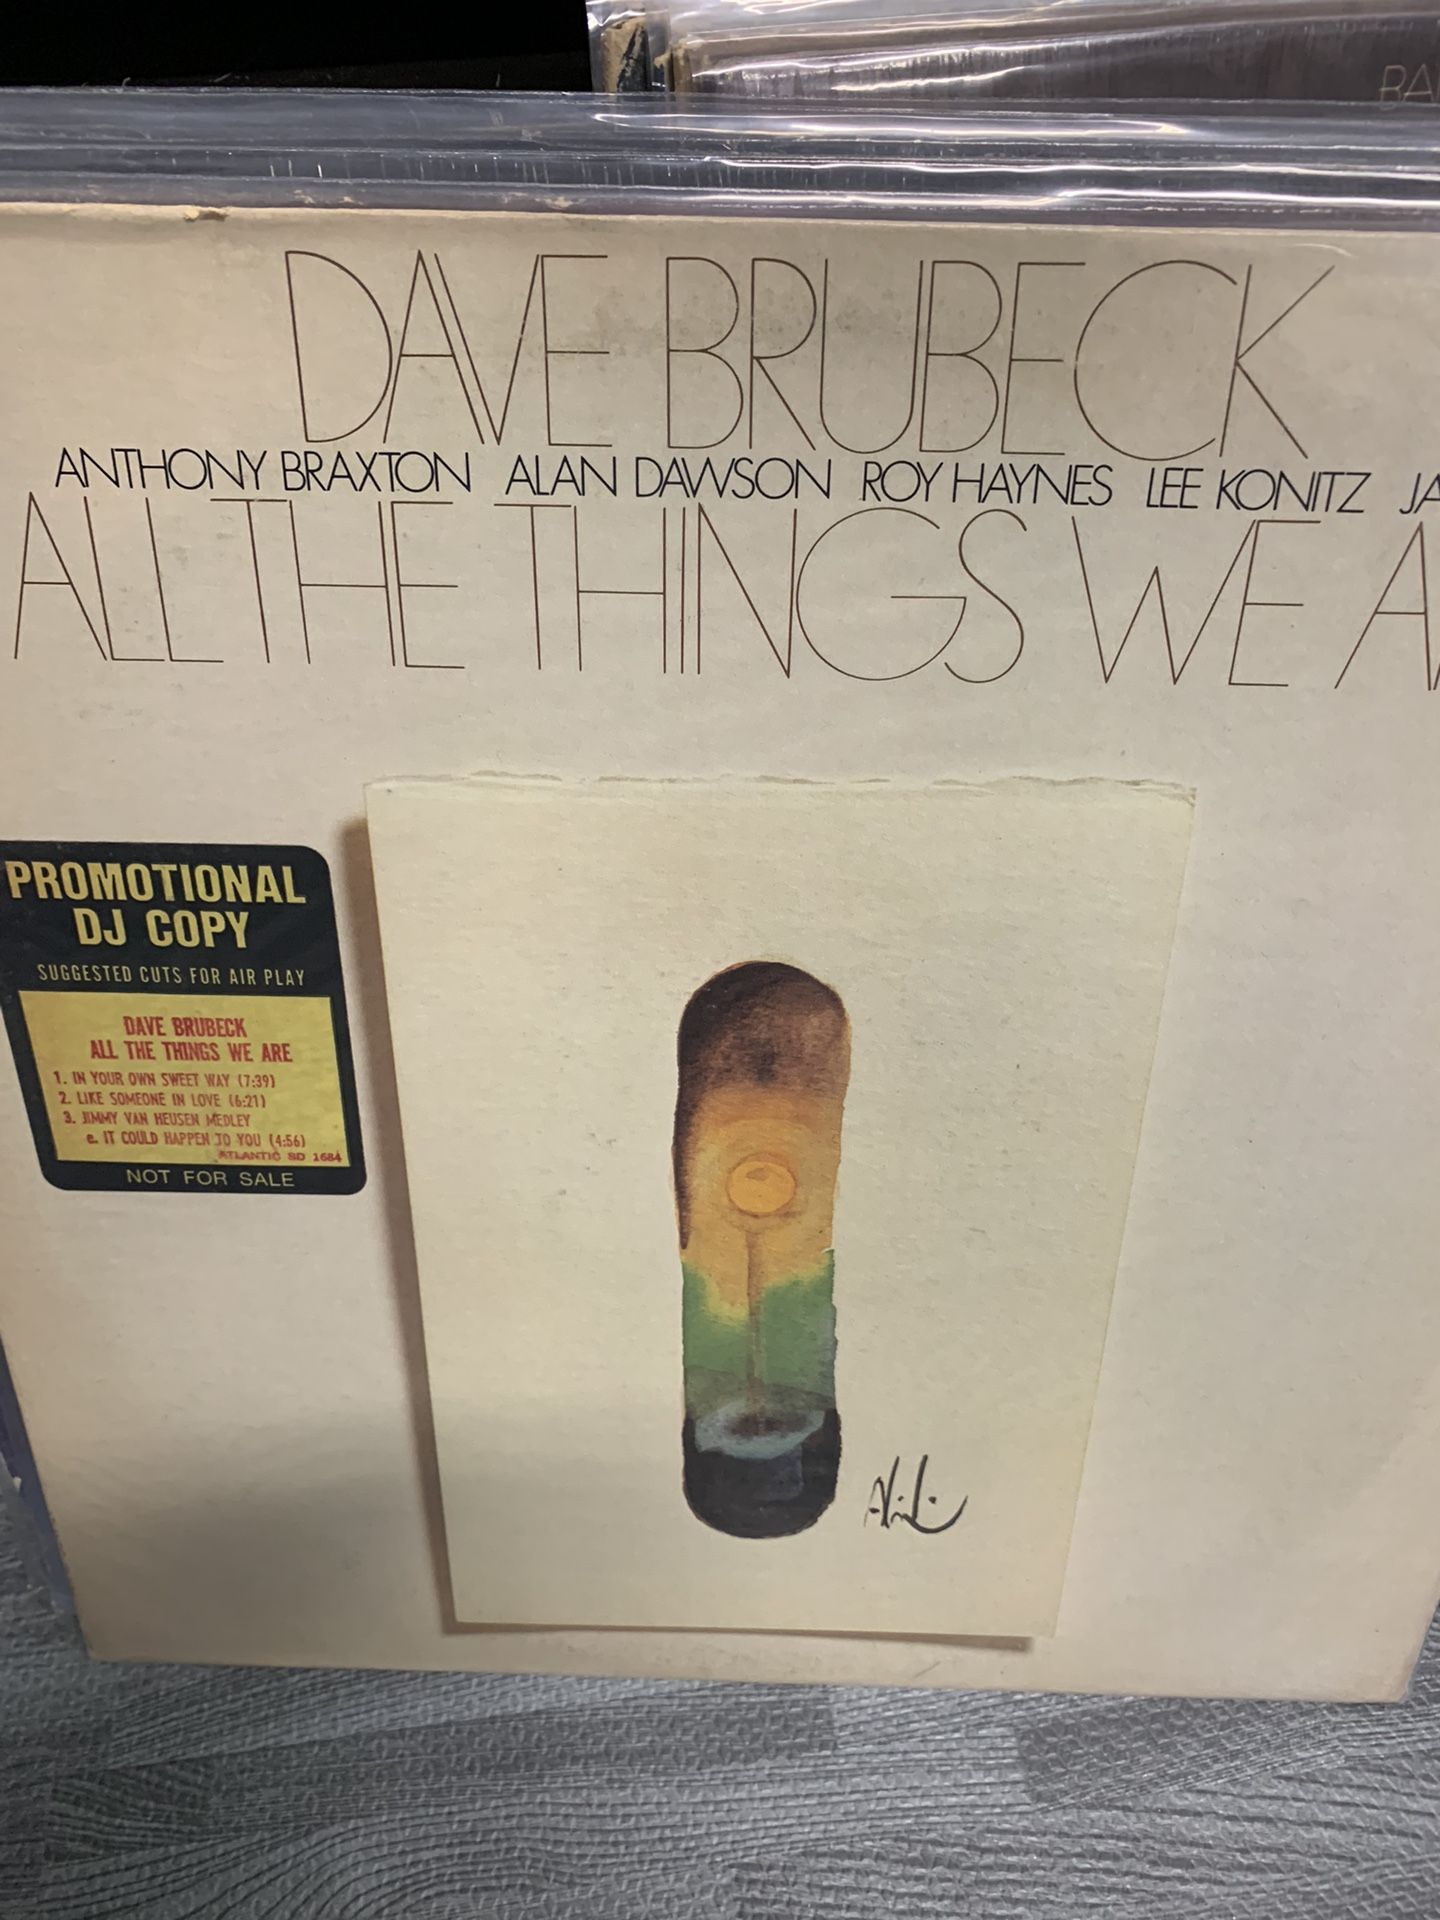 BA
DAVE BRUBECK
ANTHONY BRAXTON ALAN DAWSON ROY HAYNES LEE KONITZ JA
ALL THE THINGS WE A
PROMOTIONAL
DJ COPY
SUGGESTED CUTS FOR AIR PLAY
DAVE BRUBECK
ALL THE THINGS WE ARE
1. IN YOUR OWN SWEET WAY (7:39)
2. LIKE SOMEONE IN LOVE (6:21)
3. JIMMY VAN HEUSEN MEDLEY
e. IT COULD HAPPEN TO YOU (4:56)
ATLANTIC SD 1684
NOT FOR SALE